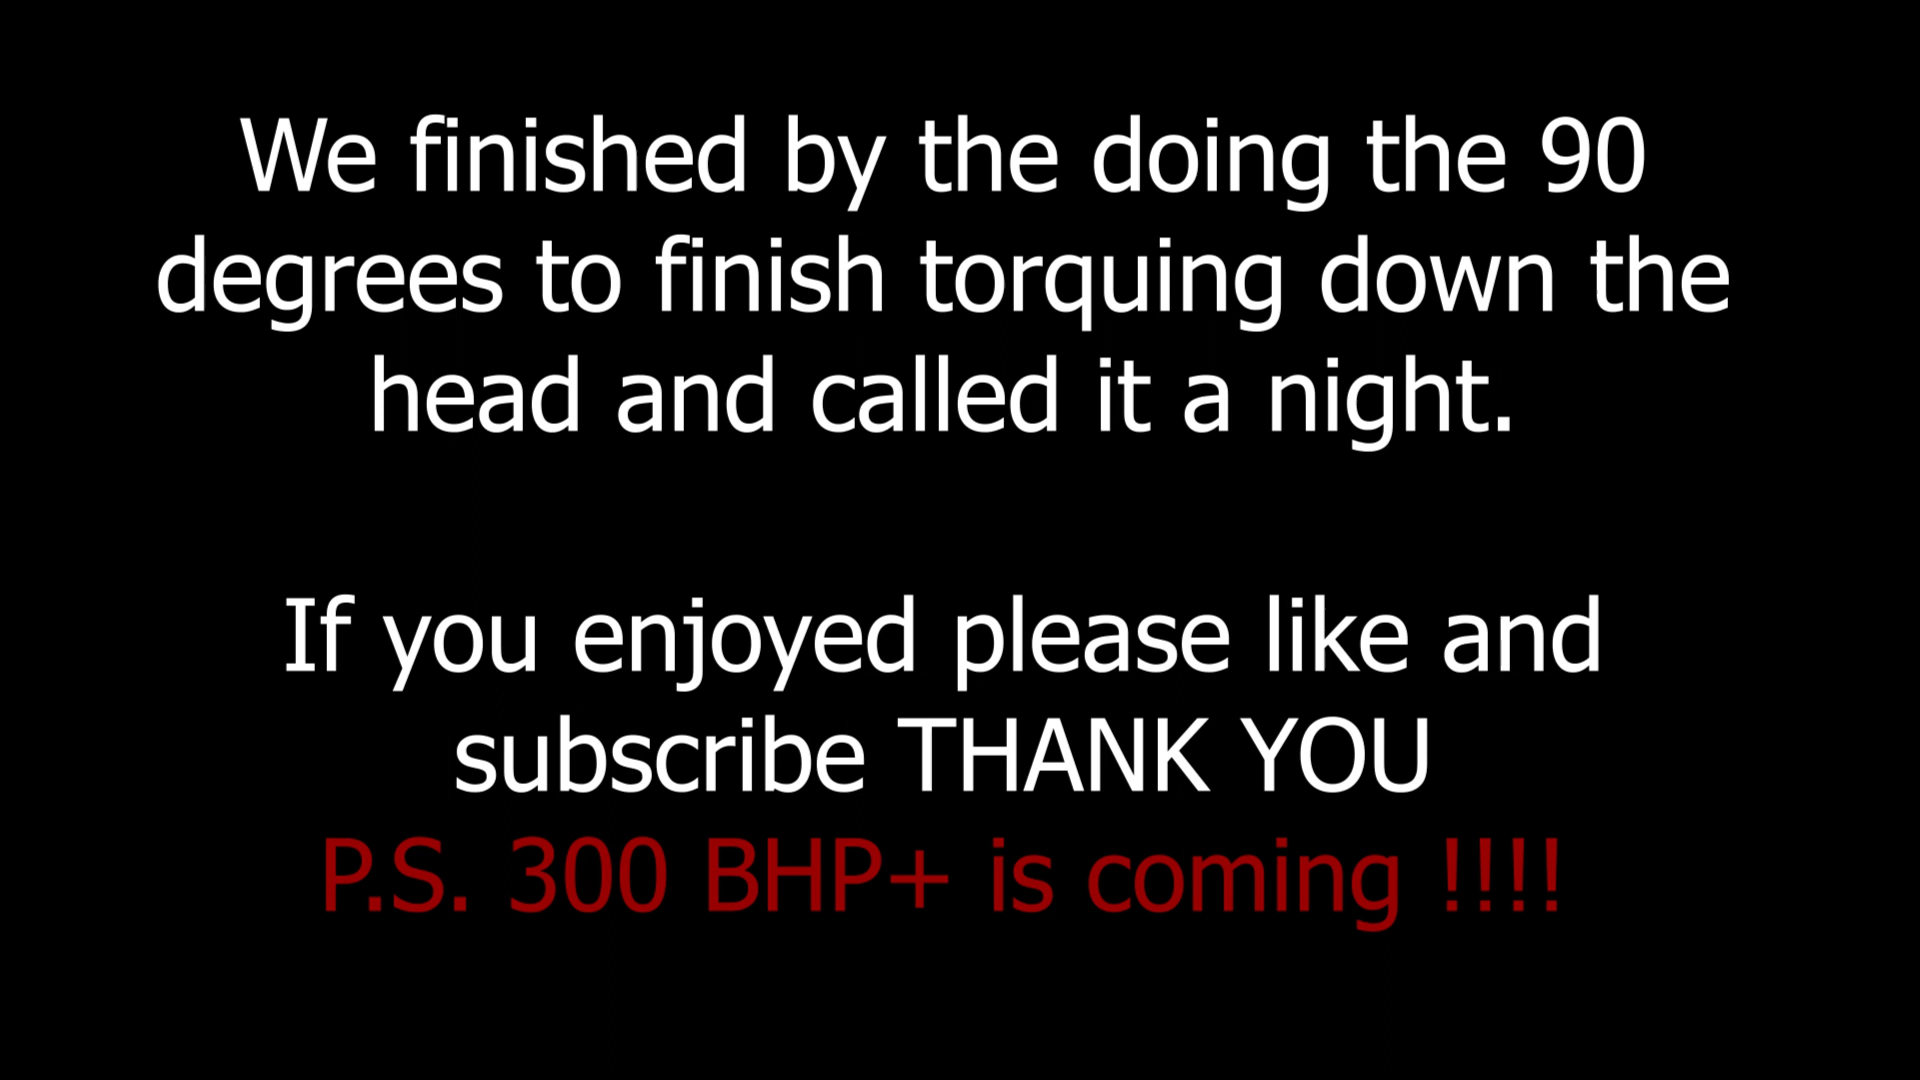 We finished by the doing the 90
degrees to finish torquing down the
head and called it a night.
If you enjoyed please like and
subscribe THANK YOU
P.S. 300 BHP+ is coming !!!!